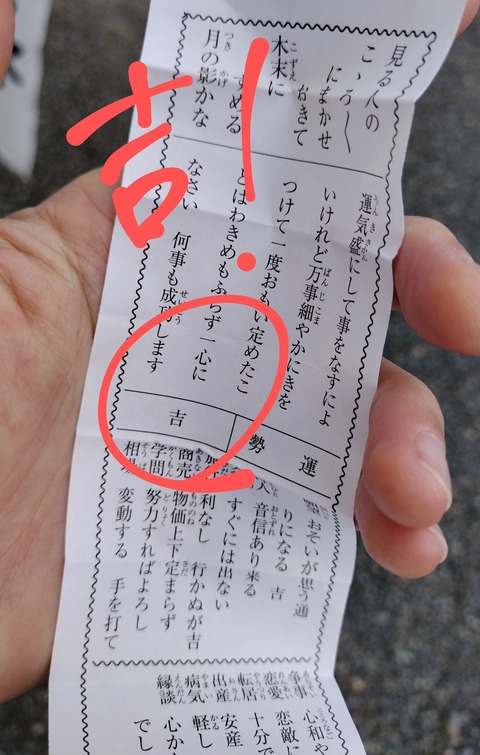 吉!
見る人の
こゝろ〱
にまかせ
おきて
木末に
すめる
月の影かな
運気盛にして事をなすによ
いけれど万事細やかにきを
つけて一度おもい定めたこ
とはわきめもふらず一心に
なさい 何事も成功します
運勢
吉
おそいが思う通
りになる 吉
音信あり来る
すぐには出ない
利なし 行かぬが吉
商売 物価上下定まらず
学問 努力すればよろし
相場 変動する 手を打て
争事 心和や
恋愛 恋敵に
転居 十分で
出産 安産
病気 軽し
縁談 心か
でし